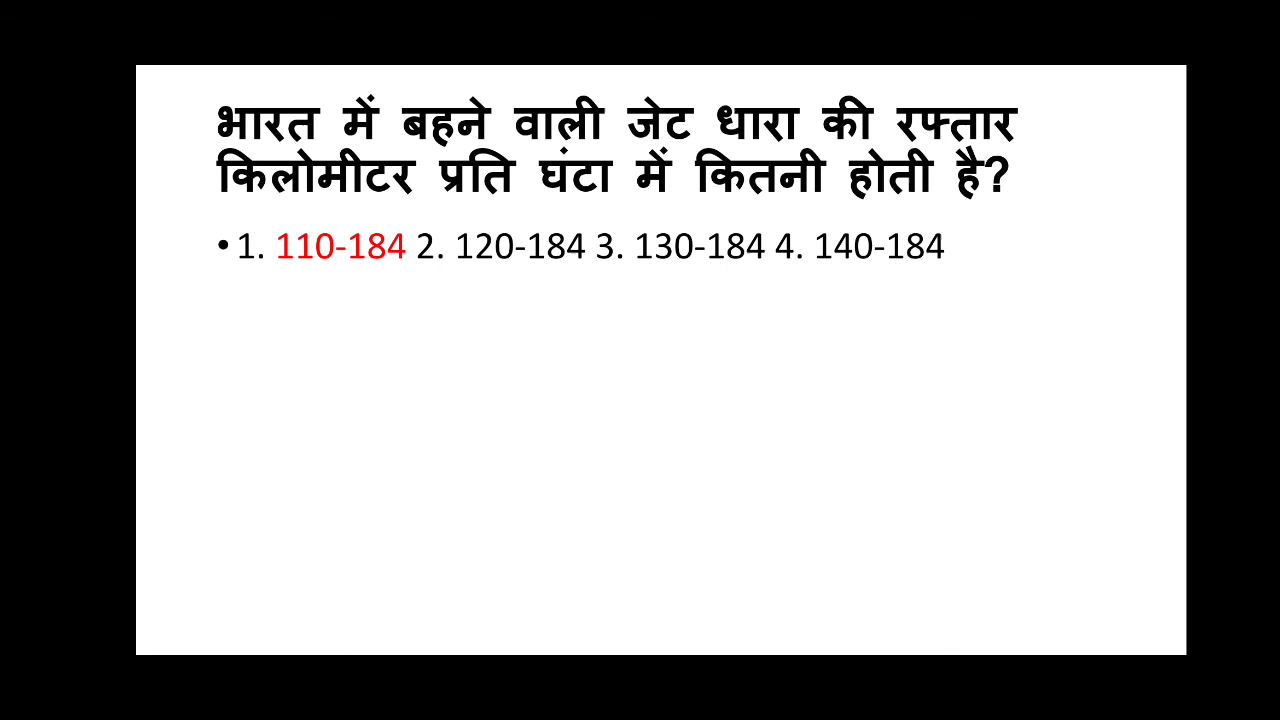 भारत में बहने वाली जेट धारा की रफ्तार
किलोमीटर प्रति घंटा में कितनी होती है?
• 1. 110-184 2. 120-184 3. 130-184 4. 140-184